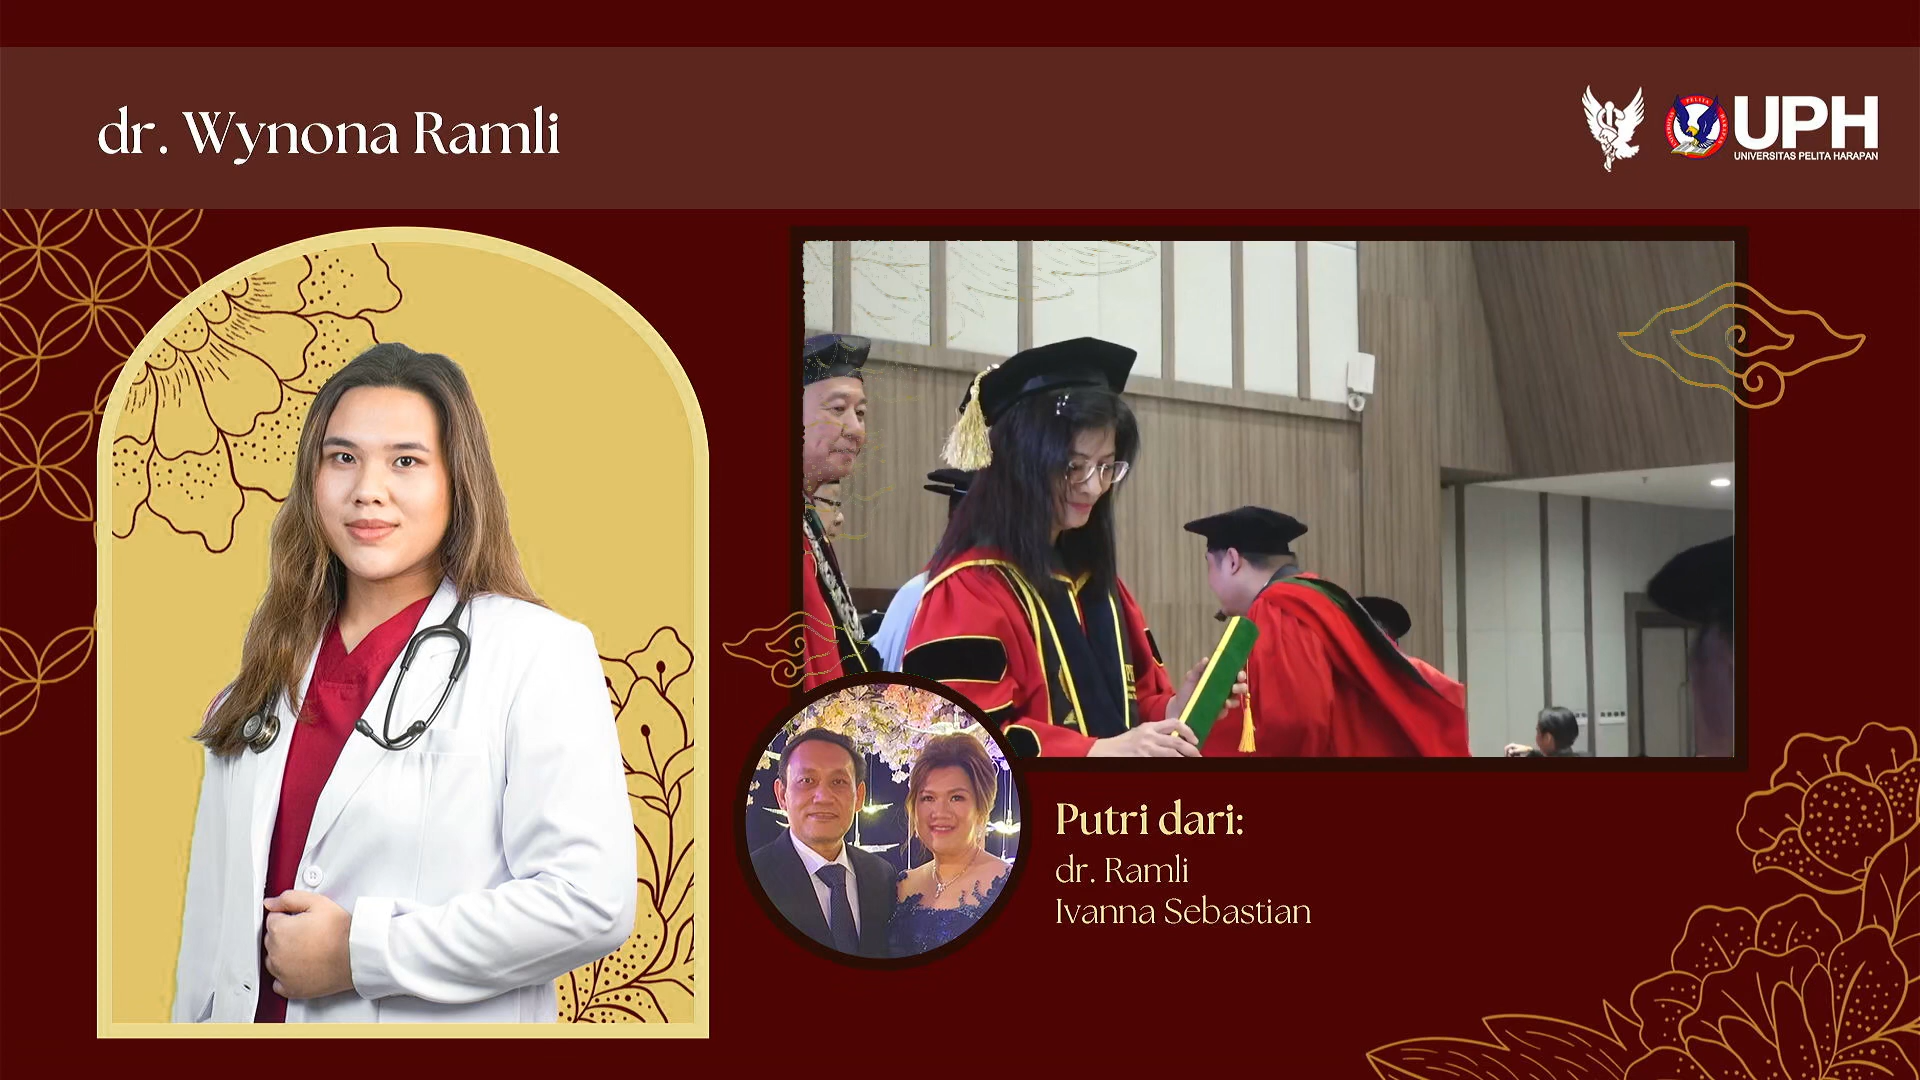 dr. Wynona Ramli
UPH
UNIVERSITAS PELITA HARAPAN
Putri dari:
dr. Ramli
Ivanna Sebastian